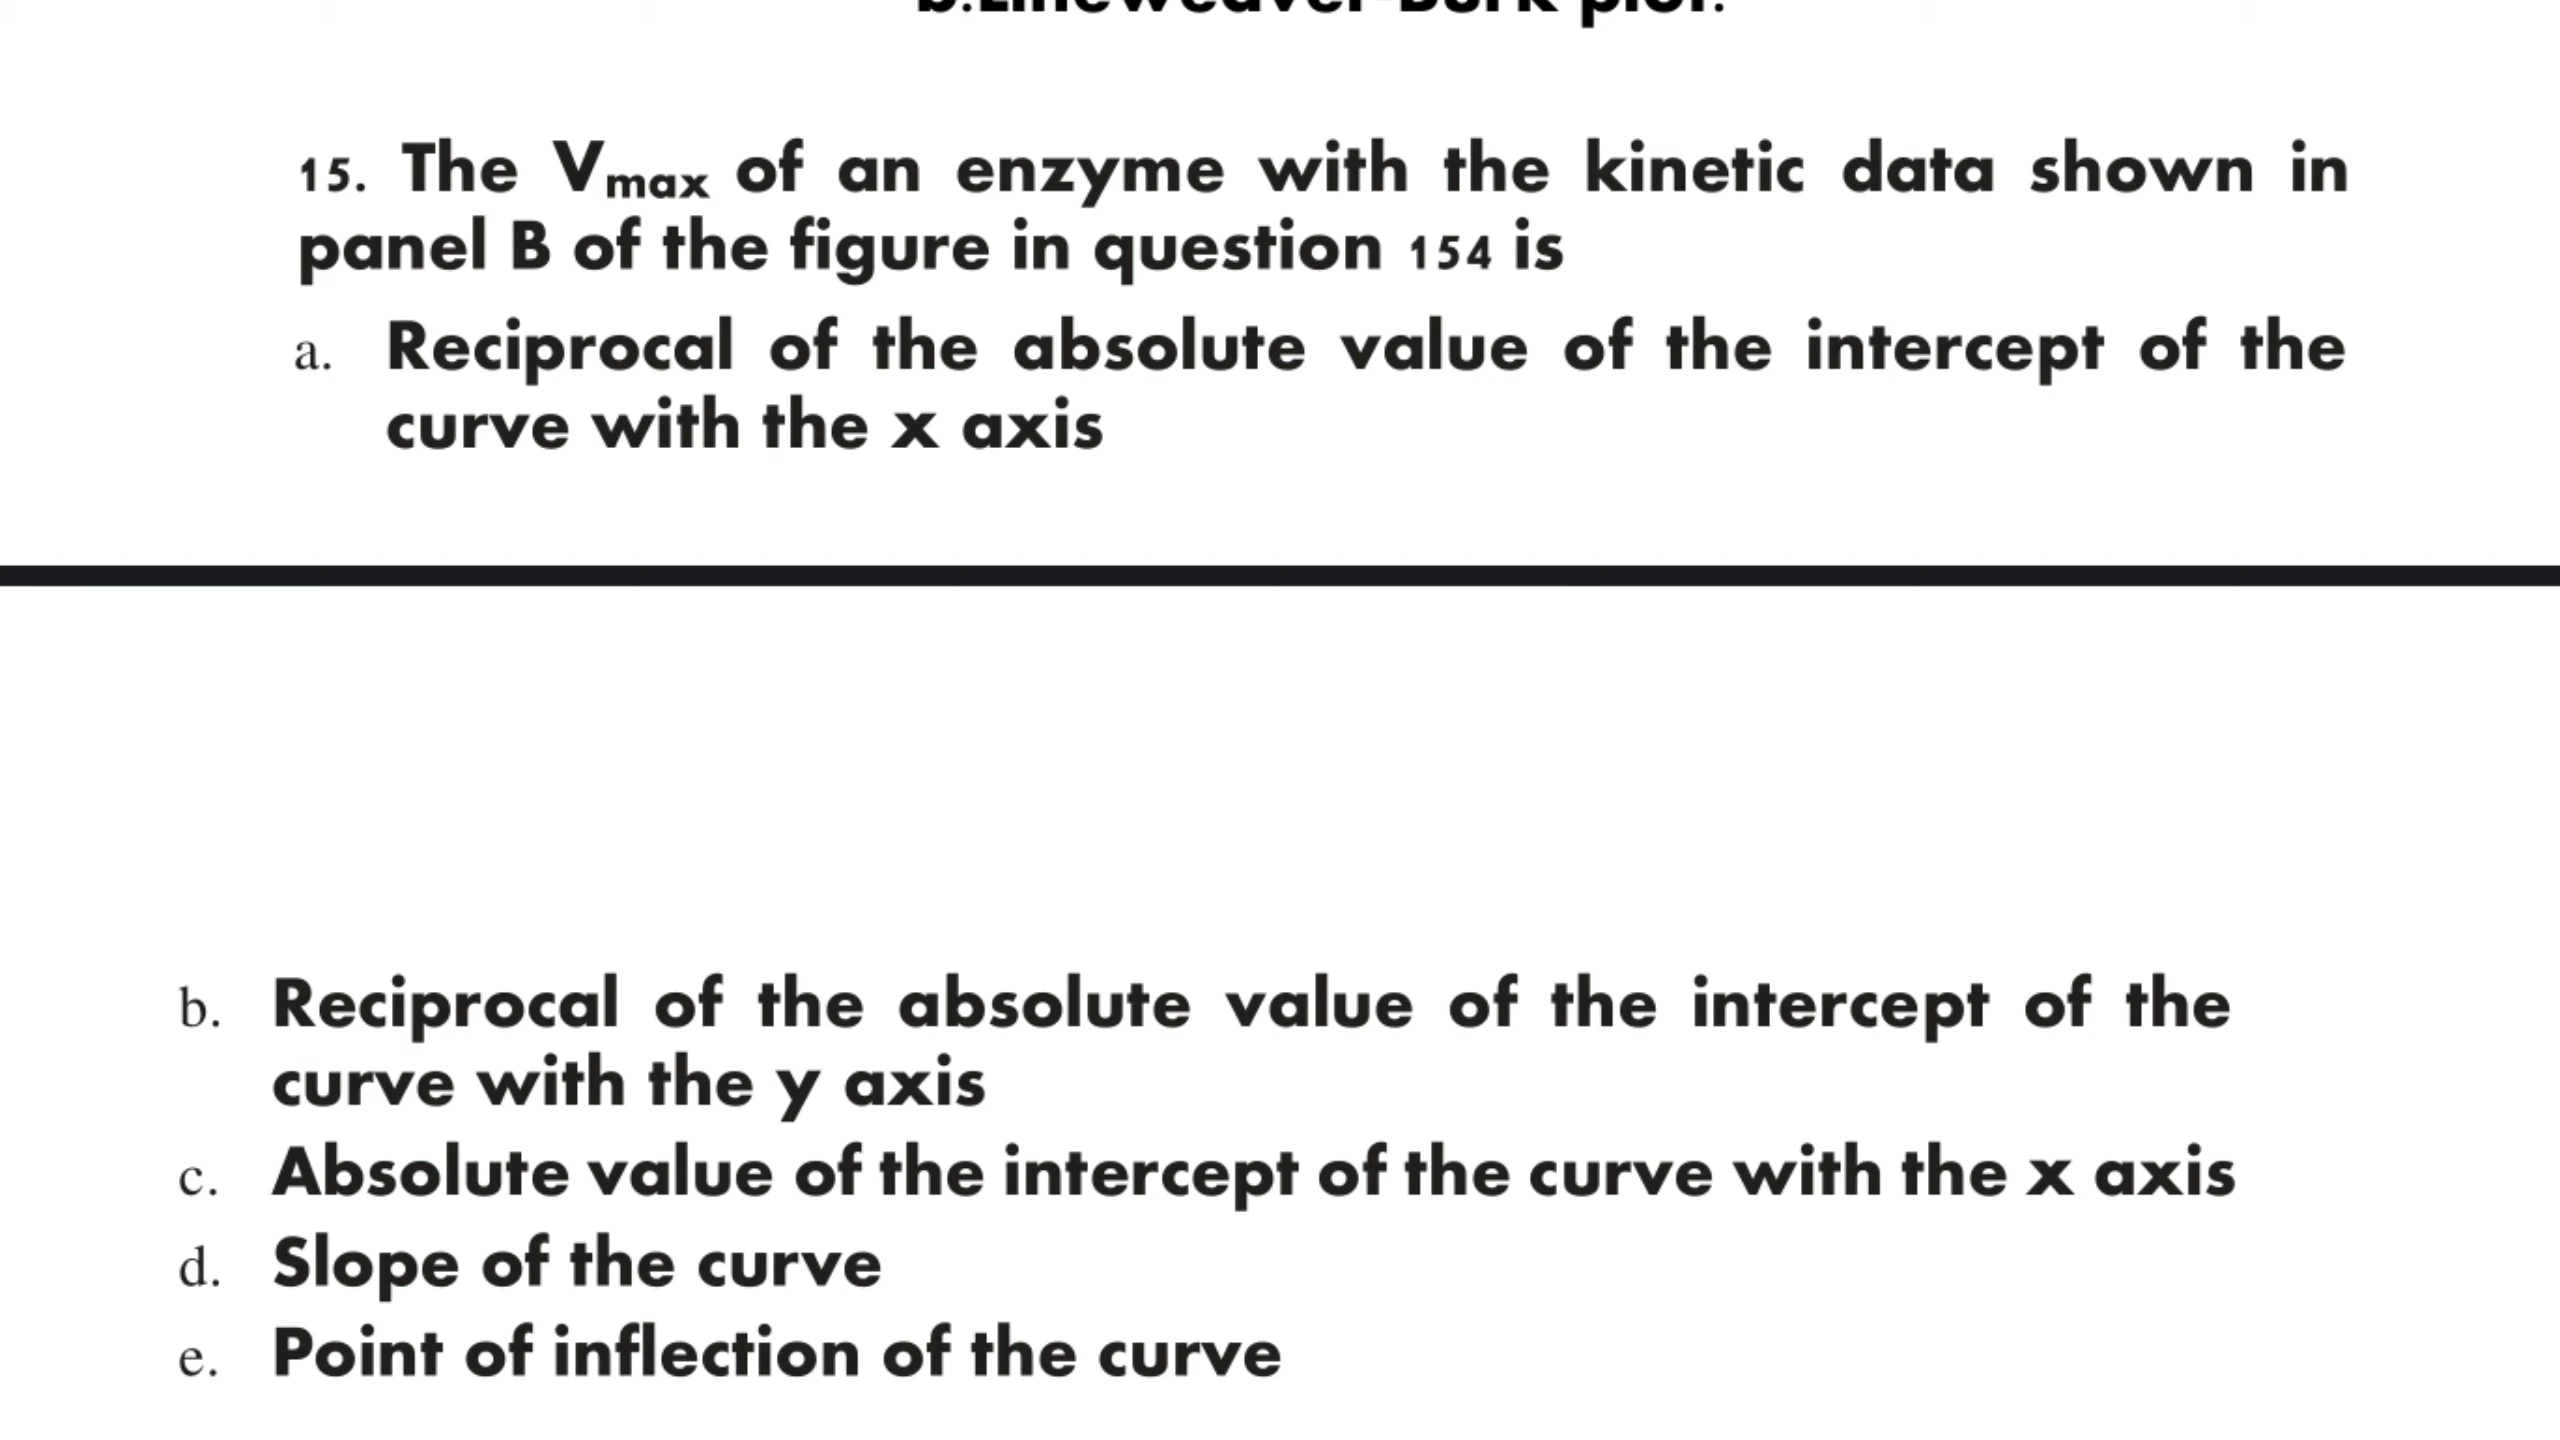 b.Lineweaver-Burk plot.
15. The Vmax of an enzyme with the kinetic data shown in
panel B of the figure in question 154 is
a. Reciprocal of the absolute value of the intercept of the
curve with the x axis
b. Reciprocal of the absolute value of the intercept of the
curve with the y axis
c. Absolute value of the intercept of the curve with the x axis
d. Slope of the curve
e. Point of inflection of the curve